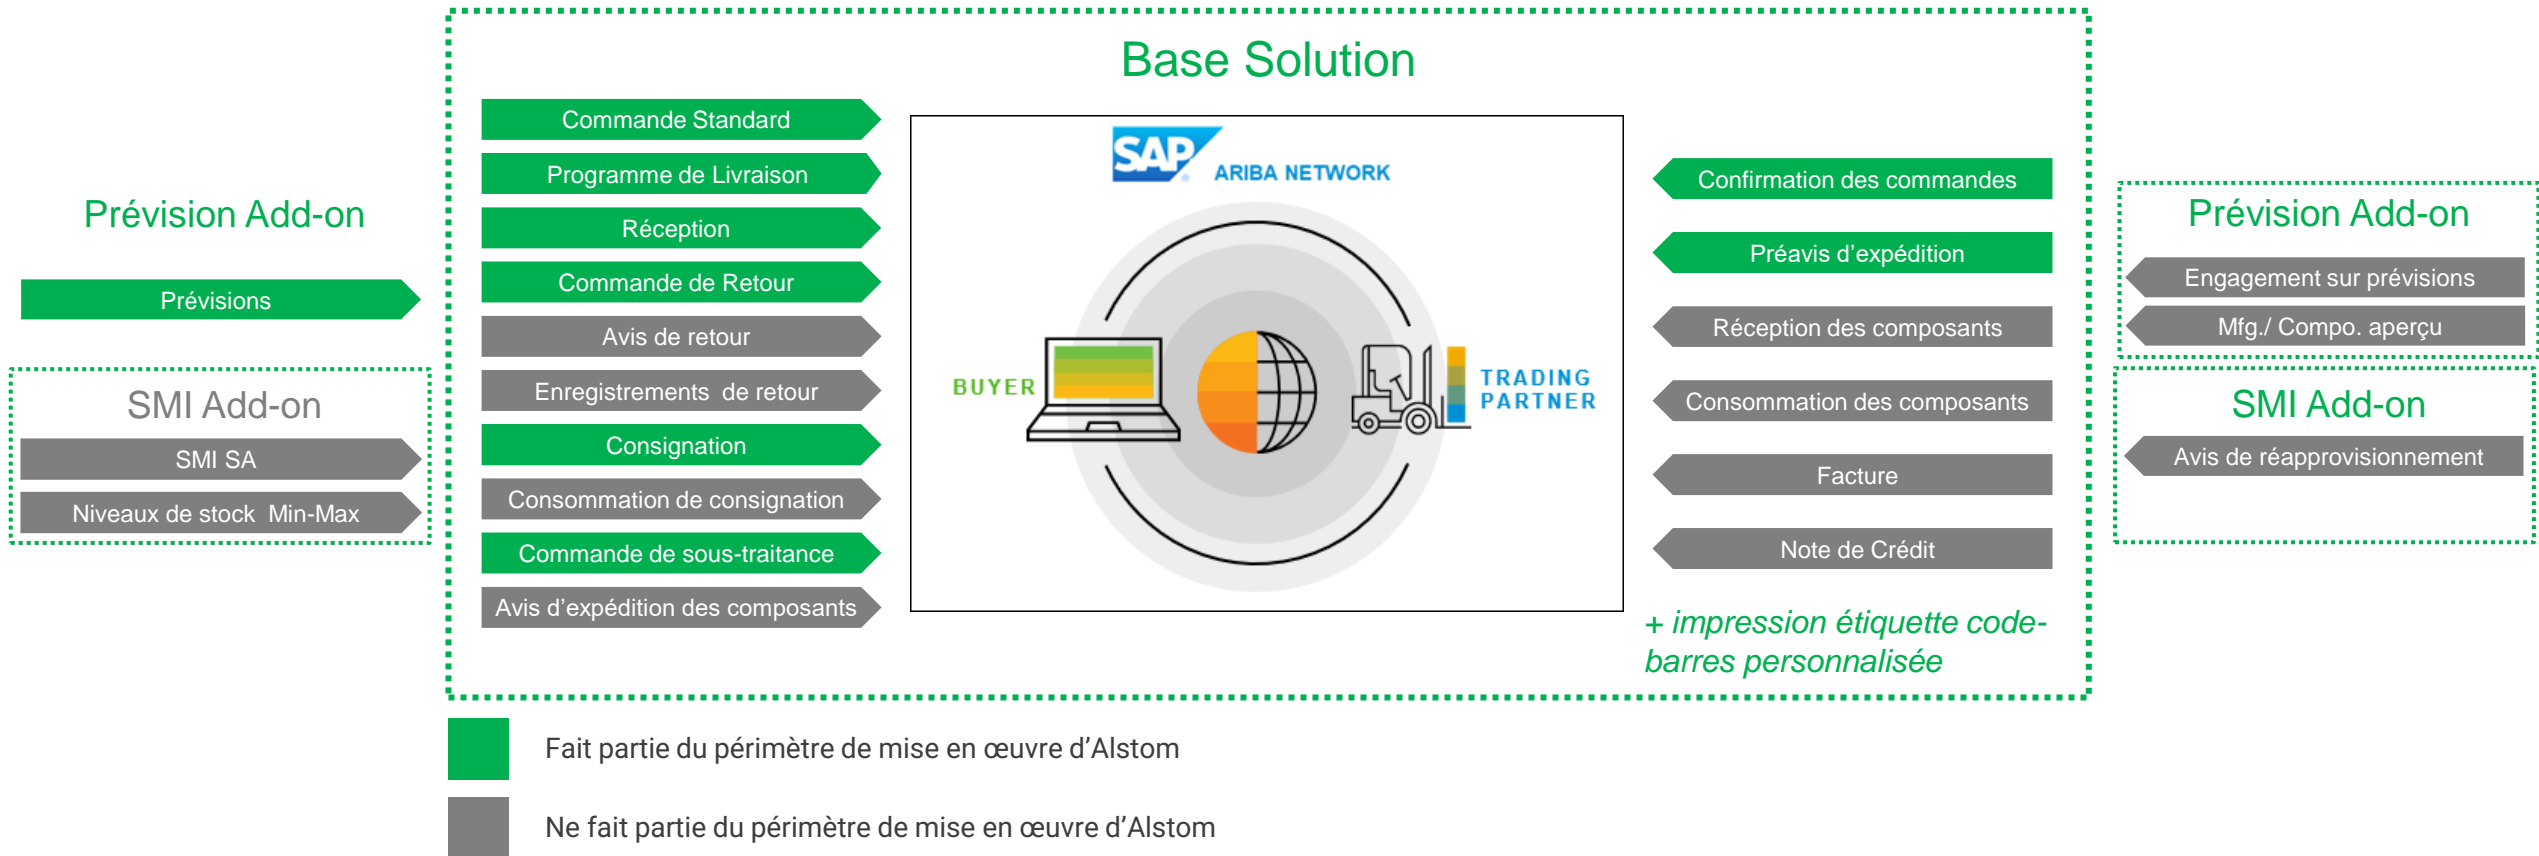 Base Solution
Prévision Add-on
Prévisions
SMI Add-on
SMI SA
Niveaux de stock  Min-Max
Commande Standard
Programme de Livraison
Réception
Commande de Retour
Avis de retour
Enregistrements  de retour
Consignation
Consommation de consignation
Commande de sous-traitance
Avis d'expédition des composants
SAP
ARIBA NETWORK
BUYER
TRADING
PARTNER
Confirmation des commandes
Préavis d'expédition
Réception des composants
Consommation des composants
Facture
Note de Crédit
+ impression étiquette code-
barres personnalisée
Prévision Add-on
Engagement sur prévisions
Mfg./ Compo. aperçu
SMI Add-on
Avis de réapprovisionnement
Fait partie du périmètre de mise en œuvre d'Alstom
Ne fait partie du périmètre de mise en œuvre d'Alstom